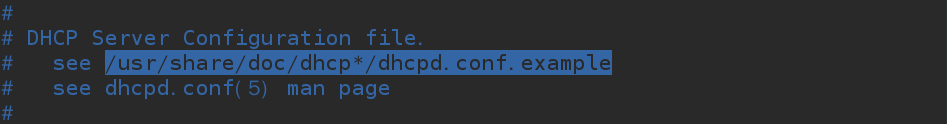 #
# DHCP Server Configuration file.
#   see /usr/share/doc/dhcp*/dhcpd.conf.example
#   see dhcpd.conf(5) man page
#